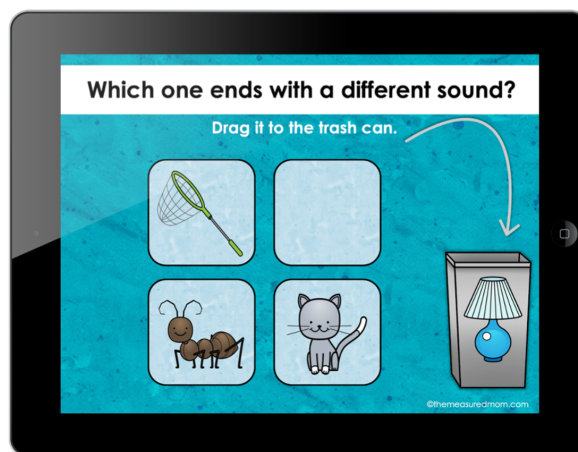 Which one ends with a different sound?
Drag it to the trash can.
©themeasuredmom.com